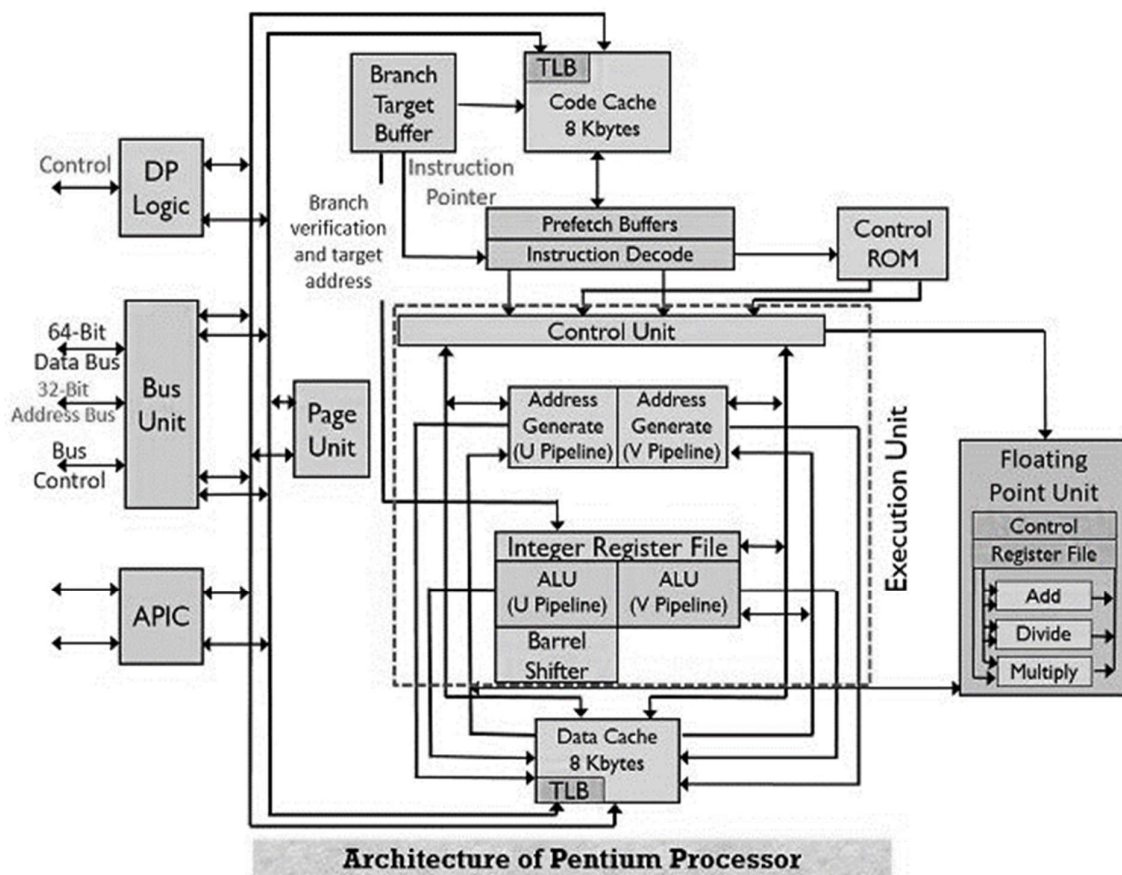 Branch
Target
Buffer
TLB
Code Cache
8 Kbytes
Control
DP
Logic
Instruction
Pointer
Branch
verification
and target
address
Prefetch Buffers
Instruction Decode
Control
ROM
Control Unit
64-Bit
Data Bus
32-Bit
Address Bus
Bus
Control
Bus
Unit
Page
Unit
Address
Generate
(U Pipeline)
Address
Generate
(V Pipeline)
Execution Unit
Integer Register File
ALU
(U Pipeline)
ALU
(V Pipeline)
Barrel
Shifter
Floating
Point Unit
Control
Register File
Add
Divide
Multiply
APIC
Data Cache
8 Kbytes
TLB
Architecture of Pentium Processor